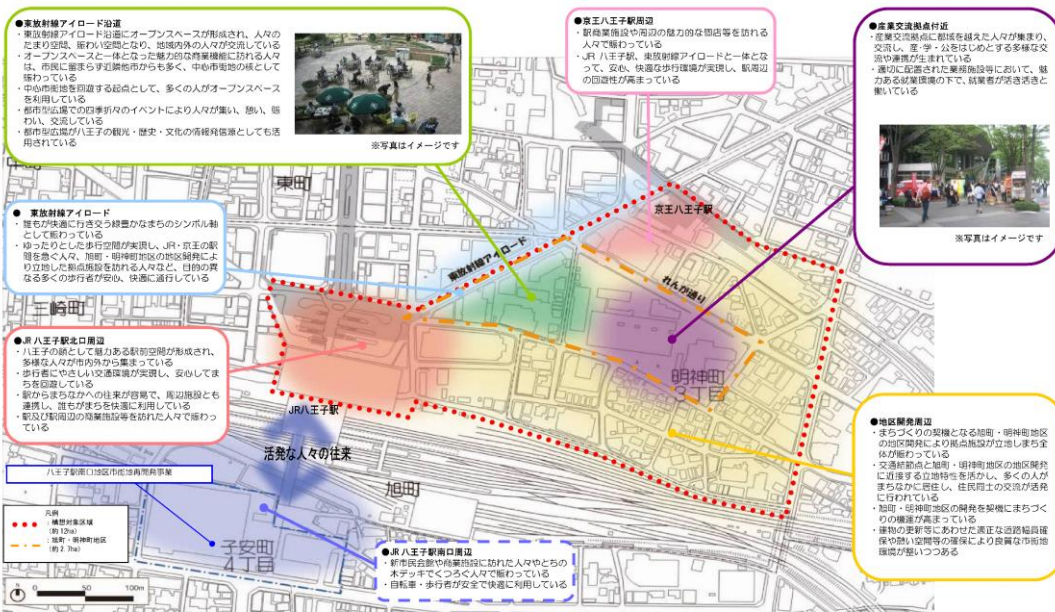 ●東放射線アイロード沿道
・東放射線アイロード沿道にオープンスペースが形成され、人々の
たまり空間、賑わい空間となり、地域内外の人々が交流している
・オープンスペースと一体となった魅力的な商業機能に訪れる人々
は、市民に留まらず近隣他市からも多く、中心市街地の核として
賑わっている
・中心市街地を回遊する起点として、多くの人がオープンスペース
を利用している
・都市型広場での四季折々のイベントにより人々が集い、憩い、賑
わい、交流している
・都市型広場が八王子の観光・歴史・文化の情報発信源としても活
用されている
※写真はイメージです
●京王八王子駅周辺
・駅商業施設や周辺の魅力的な個店等を訪れる
人々で賑わっている
・JR 八王子駅、東放射線アイロードと一体とな
って、安心、快適な歩行環境が実現し、駅周辺
の回遊性が高まっている
●産業交流拠点付近
・産業交流拠点に都域を越えた人々が集まり、
交流し、産・学・公をはじめとする多様な交
流や連携が生まれている
・適切に配置された業務施設等において、魅力
ある就業環境の下で、就業者が活き活きと
働いている
※写真はイメージです
● 東放射線アイロード
・誰もが快適に行き交う緑豊かなまちのシンボル軸
として賑わっている
・ゆったりとした歩行空間が実現し、JR・京王の駅
間を急ぐ人々、旭町・明神町地区の地区開発によ
り立地した拠点施設を訪れる人々など、目的の異
なる多くの歩行者が安心、快適に通行している
東町
京王八王子駅
東放射線アイロード
れんが通り
三崎町
明神町
3丁目
●JR 八王子駅北口周辺
・八王子の顔として魅力ある駅前空間が形成され、
多様な人々が市内外から集まっている
・歩行者にやさしい交通環境が実現し、安心してま
ちを回遊している
・駅からまちなかへの往来が容易で、周辺施設とも
連携し、誰もがまちを快適に利用している
・駅及び駅周辺の商業施設等を訪れた人々で賑わっ
ている
JR八王子駅
活発な人々の往来
旭町
八王子駅南口地区市街地再開発事業
子安町
4丁目
凡例
：構想対象区域
（約 12ha）
：旭町・明神町地区
（約 2.7ha）
0 50 100m
●JR 八王子駅南口周辺
・新市民会館や商業施設に訪れた人々やとちの
木デッキでくつろぐ人々で賑わっている
・自転車・歩行者が安全で快適に利用している
●地区開発周辺
・まちづくりの契機となる旭町・明神町地区
の地区開発により拠点施設が立地しまち全
体が賑わっている
・交通結節点と旭町・明神町地区の地区開発
に近接する立地特性を活かし、多くの人が
まちなかに居住し、住民同士の交流が活発
に行われている
・旭町・明神町地区の開発を契機にまちづく
りの機運が高まっている
・建物の更新等にあわせた適正な道路幅員確
保や憩い空間等の確保により良質な市街地
環境が整いつつある